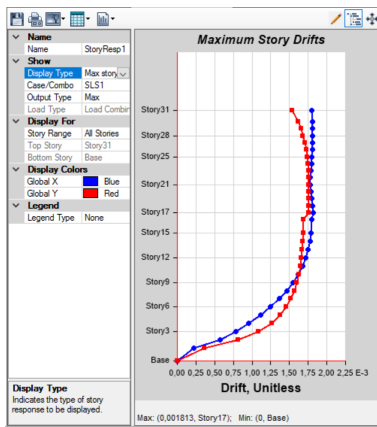 Name
Name StoryResp1
Show
Display Type Max story
Case/Combo SLS1
Output Type Max
Load Type Load Combin
Display For
Story Range All Stories
Top Story Story31
Bottom Story Base
Display Colors
Global X Blue
Global Y Red
Legend
Legend Type None
Display Type
Indicates the type of story
response to be displayed.
Maximum Story Drifts
Story31
Story28
Story25
Story21
Story17
Story15
Story12
Story9
Story6
Story3
Base
0,00 0,25 0,50 0,75 1,00 1,25 1,50 1,75 2,00 2,25 E-3
Drift, Unitless
Max: (0,001813, Story17); Min: (0, Base)